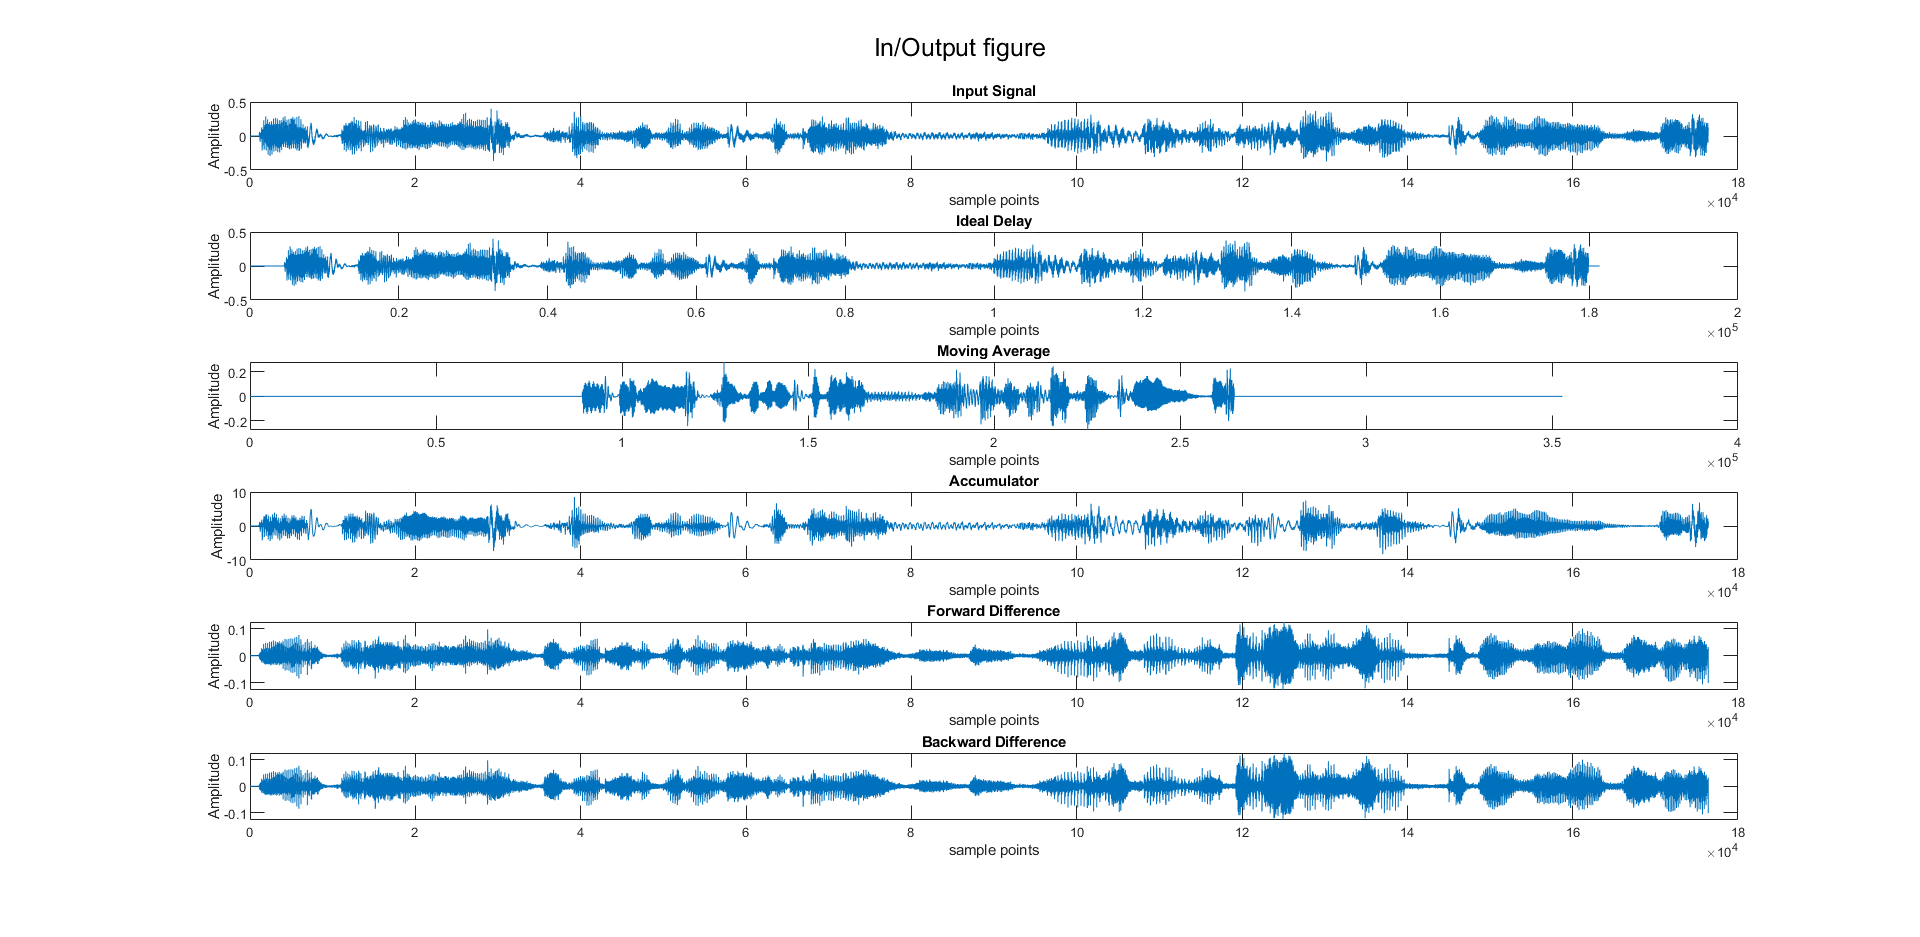 In/Output figure
Input Signal
Amplitude
0.5
0
-0.5
0 2 4 6 8 10 12 14 16 18
sample points
×10^4
Ideal Delay
Amplitude
0.5
0
-0.5
0 0.2 0.4 0.6 0.8 1 1.2 1.4 1.6 1.8 2
sample points
×10^5
Moving Average
Amplitude
0.2
0
-0.2
0 0.5 1 1.5 2 2.5 3 3.5 4
sample points
×10^5
Accumulator
Amplitude
10
0
-10
0 2 4 6 8 10 12 14 16 18
sample points
×10^4
Forward Difference
Amplitude
0.1
0
-0.1
0 2 4 6 8 10 12 14 16 18
sample points
×10^4
Backward Difference
Amplitude
0.1
0
-0.1
0 2 4 6 8 10 12 14 16 18
sample points
×10^4